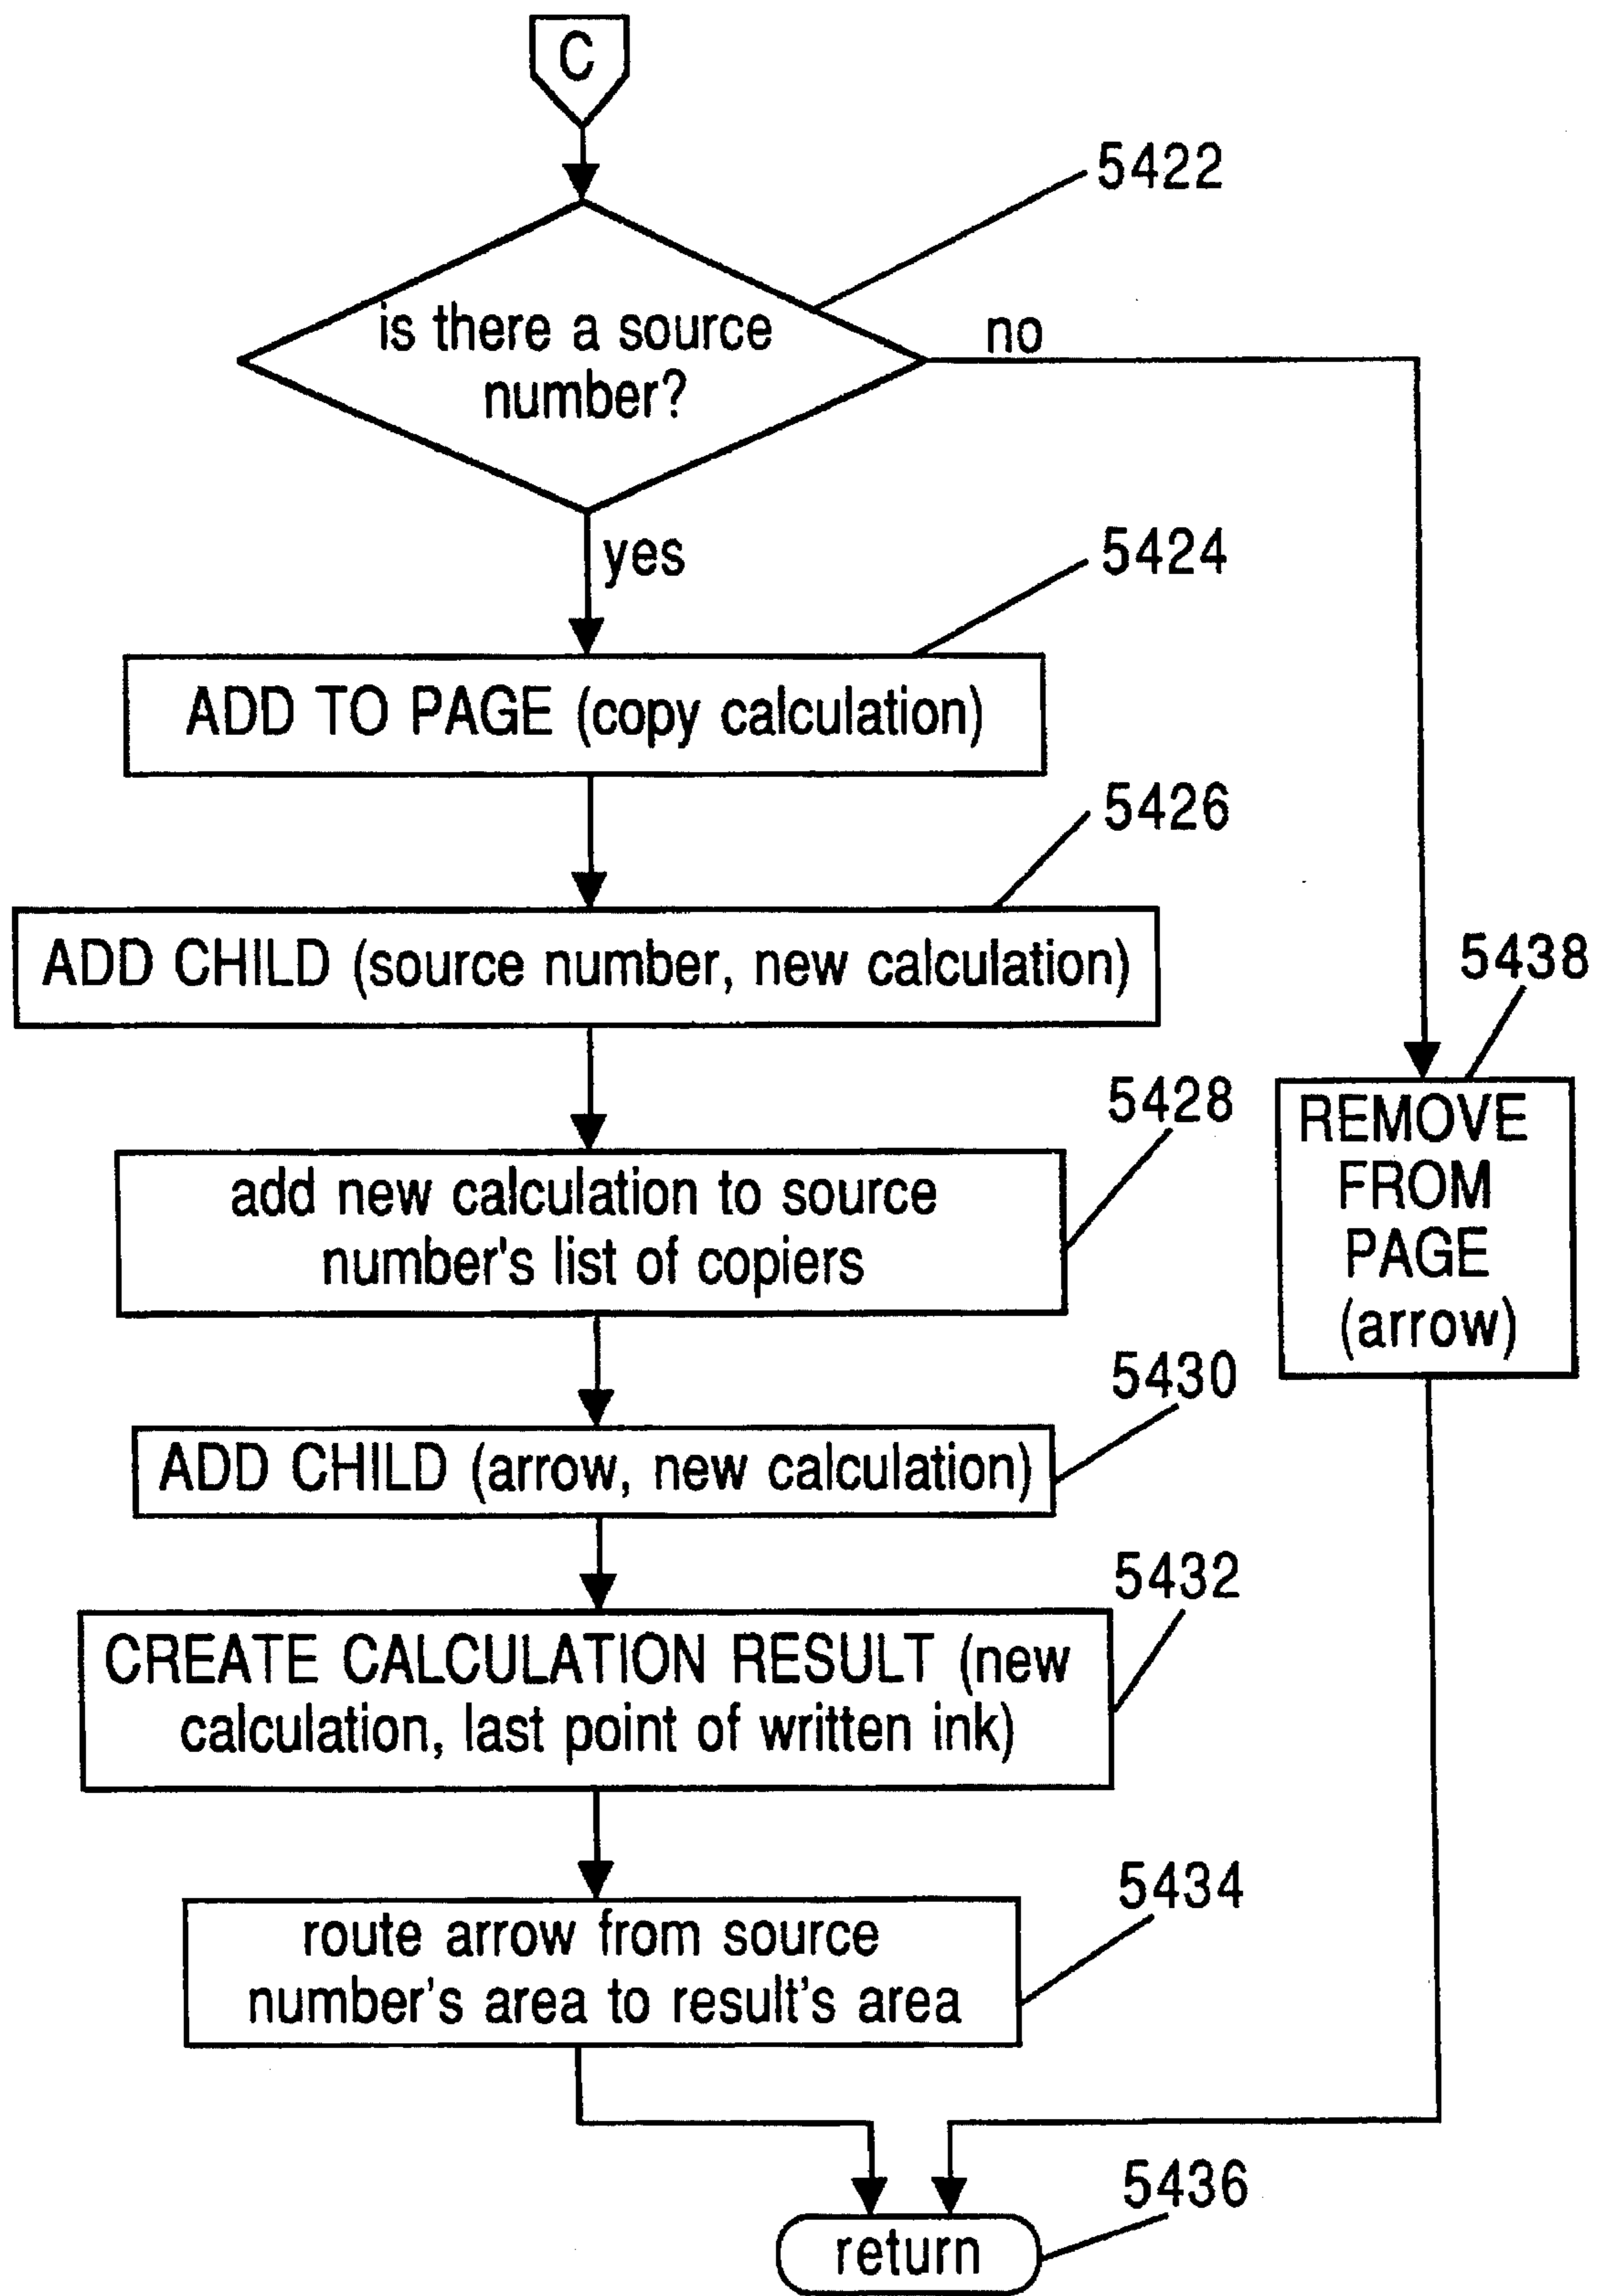 C
5422
is there a source
number?
no
yes
5424
ADD TO PAGE (copy calculation)
5426
ADD CHILD (source number, new calculation)
5438
REMOVE
FROM
PAGE
(arrow)
5428
add new calculation to source
number's list of copiers
5430
ADD CHILD (arrow, new calculation)
5432
CREATE CALCULATION RESULT (new
calculation, last point of written ink)
5434
route arrow from source
number's area to result's area
5436
return